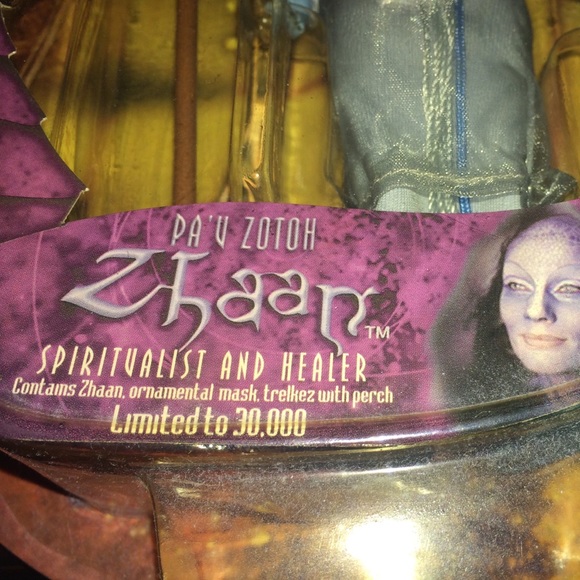 PA'U ZOTOH
Zhaan™
SPIRITUALIST AND HEALER
Contains Zhaan, ornamental mask, trelkez with perch
Limited to 30,000